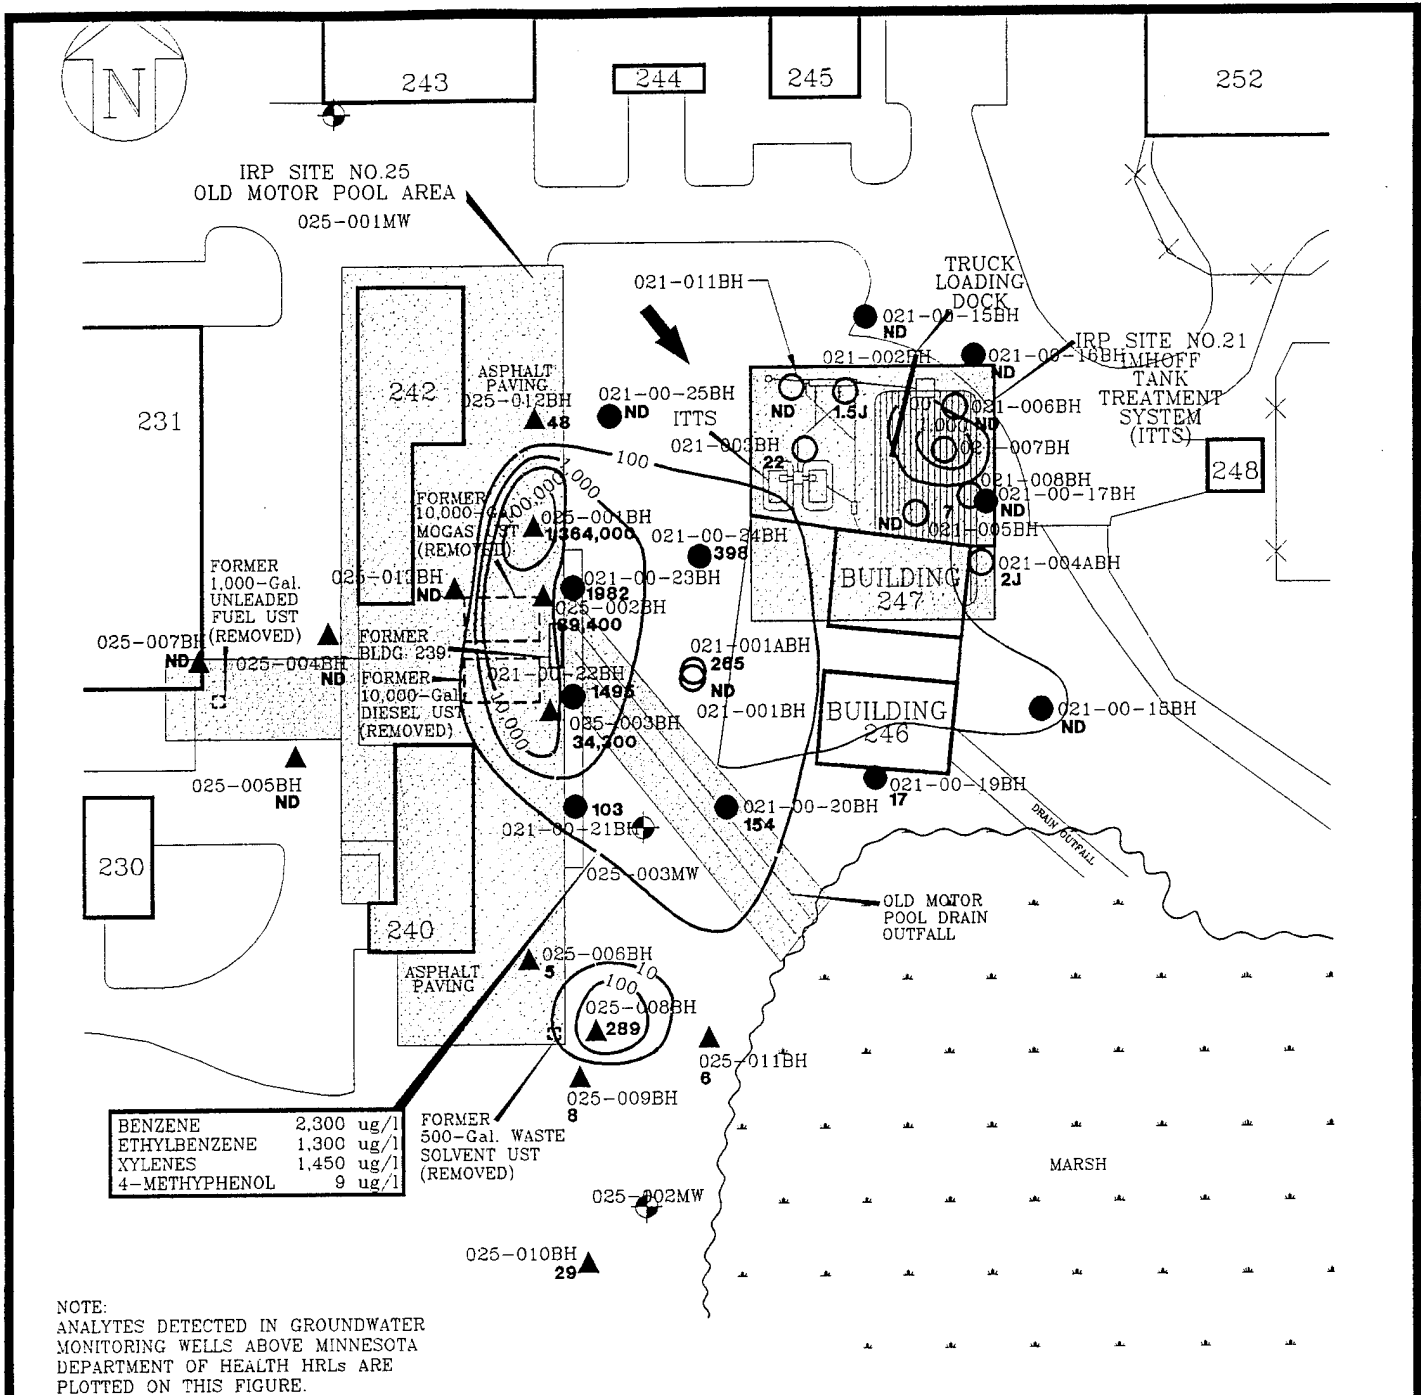 N
243
244
245
252
IRP SITE NO.25
OLD MOTOR POOL AREA
025-001MW
021-011BH
TRUCK
LOADING
DOCK
021-00-15BH
ND
021-002BH
021-00-16BH
ND
IRP SITE NO.21
IMHOFF
TANK
TREATMENT
SYSTEM
(ITTS)
231
242
ASPHALT
PAVING
025-012BH
48
021-00-25BH
ND
ITTS
ND
1.5J
021-006BH
ND
021-003BH
22
1,000
021-007BH
021-008BH
7
021-00-17BH
ND
ND
021-005BH
248
100
1,000
100,000
FORMER
10,000-Gal
MOGAS UST
(REMOVED)
025-001BH
1,364,000
021-00-24BH
398
021-004ABH
2J
BUILDING
247
FORMER
1,000-Gal.
UNLEADED
FUEL UST
(REMOVED)
025-013BH
ND
021-00-23BH
1982
025-002BH
89,400
025-007BH
ND
025-004BH
ND
FORMER
BLDG 239
021-001ABH
265
ND
021-001BH
FORMER
10,000-Gal
DIESEL UST
(REMOVED)
021-00-22BH
1495
10,000
025-003BH
34,300
BUILDING
246
021-00-18BH
ND
025-005BH
ND
021-00-19BH
17
103
021-00-21BH
021-00-20BH
154
DRAIN OUTFALL
230
025-003MW
OLD MOTOR
POOL DRAIN
OUTFALL
240
ASPHALT
PAVING
025-006BH
5
10
100
025-008BH
289
025-011BH
6
025-009BH
8
BENZENE 2,300 ug/l
ETHYLBENZENE 1,300 ug/l
XYLENES 1,450 ug/l
4-METHYPHENOL 9 ug/l
FORMER
500-Gal. WASTE
SOLVENT UST
(REMOVED)
MARSH
025-002MW
025-010BH
29
NOTE:
ANALYTES DETECTED IN GROUNDWATER
MONITORING WELLS ABOVE MINNESOTA
DEPARTMENT OF HEALTH HRLs ARE
PLOTTED ON THIS FIGURE.